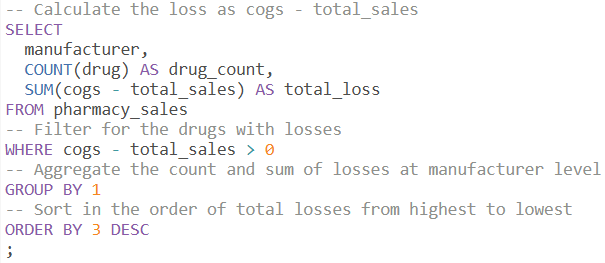 -- Calculate the loss as cogs - total_sales
SELECT
  manufacturer,
  COUNT(drug) AS drug_count,
  SUM(cogs - total_sales) AS total_loss
FROM pharmacy_sales
-- Filter for the drugs with losses
WHERE cogs - total_sales > 0
-- Aggregate the count and sum of losses at manufacturer level
GROUP BY 1
-- Sort in the order of total losses from highest to lowest
ORDER BY 3 DESC
;